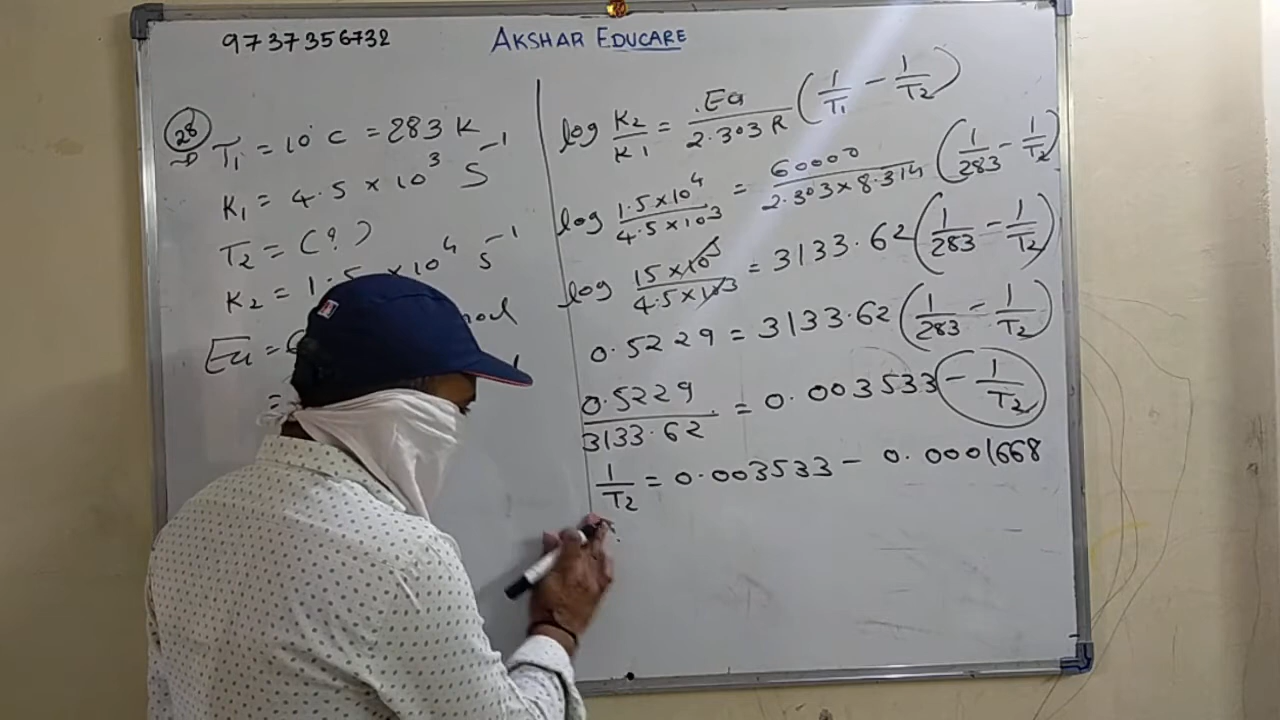 9737356732
AKSHAR EDUCARE
28
T₁ = 10°C = 283 K
K₁ = 4.5 × 10³ S⁻¹
T₂ = (?)
K₂ = 1.5 × 10⁴ S⁻¹
Ea =
=
log K₂/K₁ = Ea/2.303 R (1/T₁ − 1/T₂)
log 1.5×10⁴/4.5×10³ = 60000/2.303×8.314 (1/283 − 1/T₂)
log 15×10³/4.5×10³ = 3133.62 (1/283 − 1/T₂)
0.5229 = 3133.62 (1/283 − 1/T₂)
0.5229/3133.62 = 0.003533 − 1/T₂
1/T₂ = 0.003533 − 0.0001668